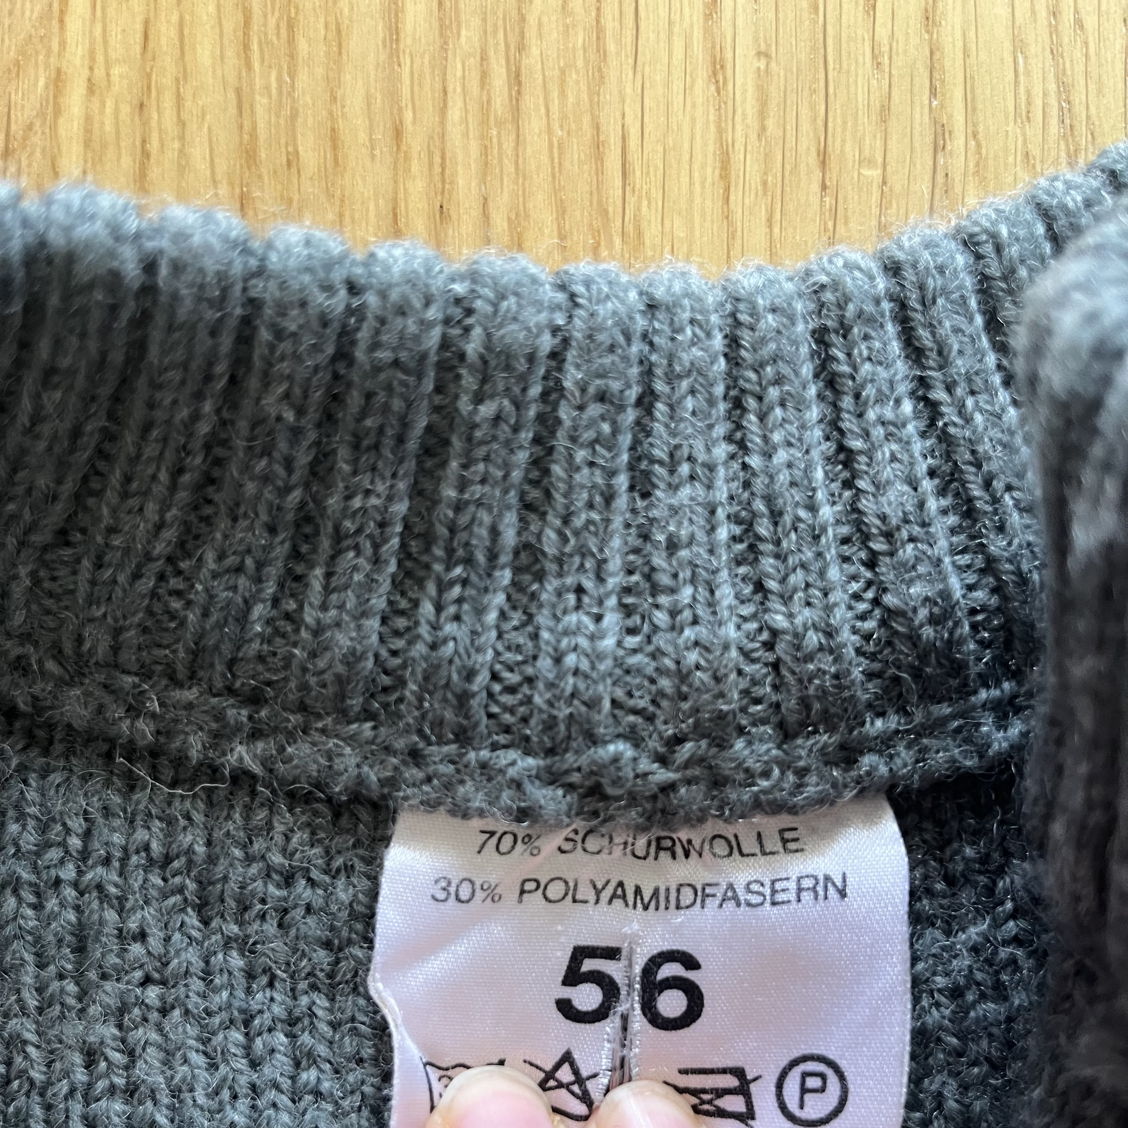 70% SCHURWOLLE
30% POLYAMIDFASERN
56
P